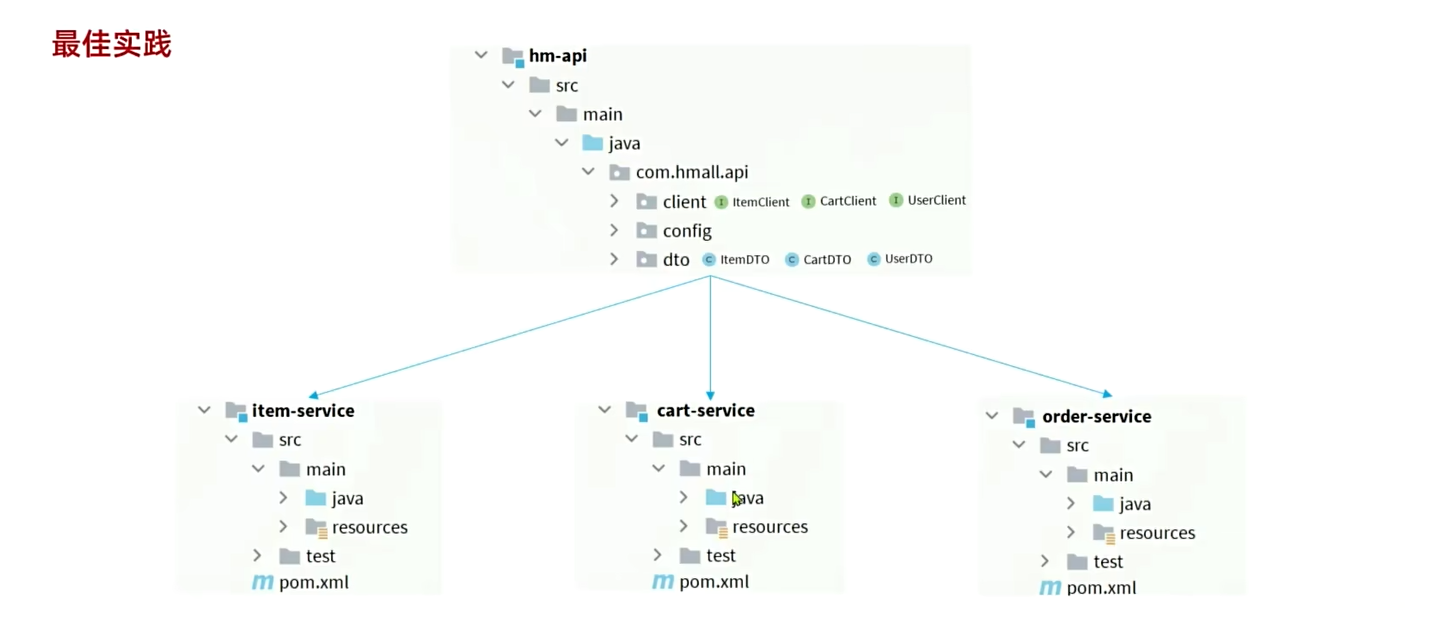 最佳实践
hm-api
src
main
java
com.hmall.api
client I ItemClient I CartClient I UserClient
config
dto C ItemDTO C CartDTO C UserDTO
item-service
src
main
java
resources
test
m pom.xml
cart-service
src
main
java
resources
test
m pom.xml
order-service
src
main
java
resources
test
m pom.xml